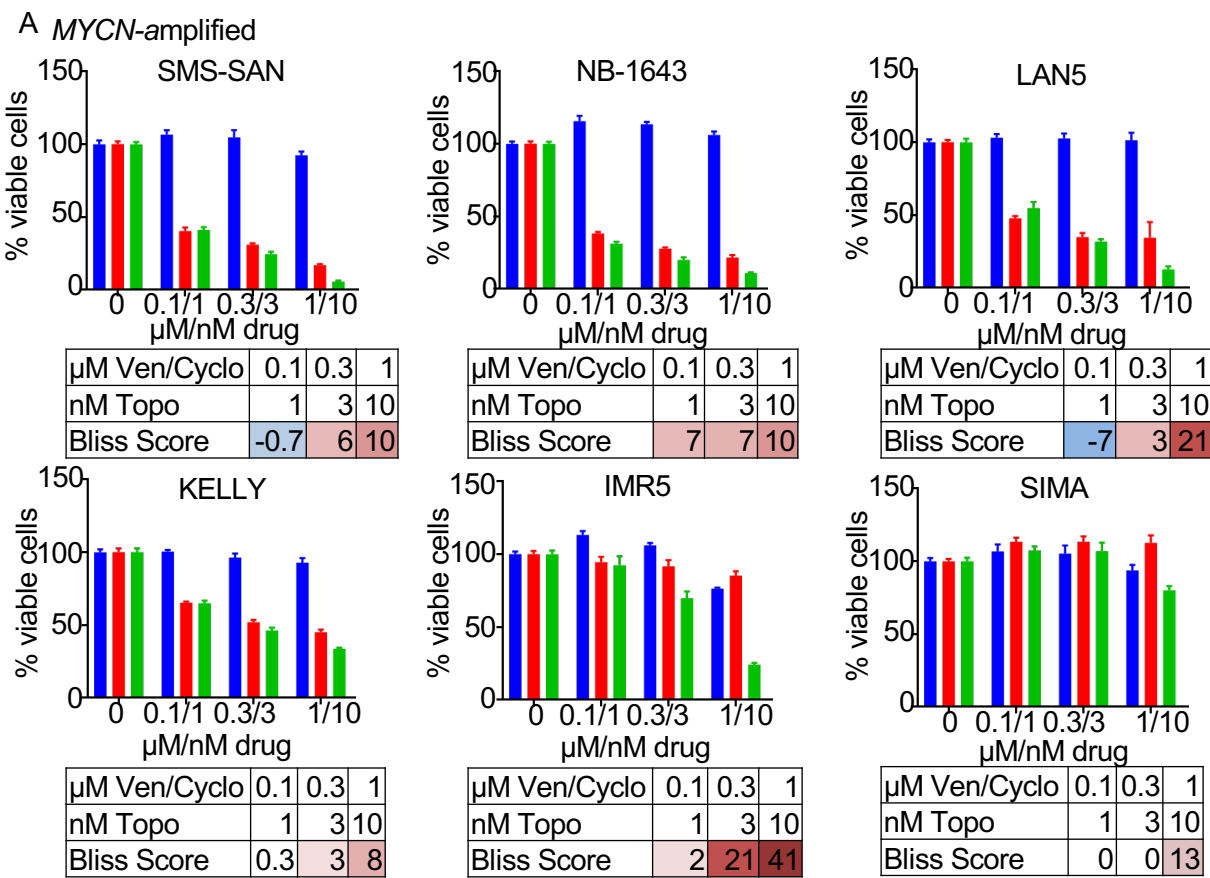 A MYCN-amplified
SMS-SAN
% viable cells
150
100
50
0
0 0.1/1 0.3/3 1/10
µM/nM drug
µM Ven/Cyclo 0.1 0.3 1
nM Topo 1 3 10
Bliss Score -0.7 6 10
NB-1643
% viable cells
150
100
50
0
0 0.1/1 0.3/3 1/10
µM/nM drug
µM Ven/Cyclo 0.1 0.3 1
nM Topo 1 3 10
Bliss Score 7 7 10
LAN5
% viable cells
150
100
50
0
0 0.1/1 0.3/3 1/10
µM/nM drug
µM Ven/Cyclo 0.1 0.3 1
nM Topo 1 3 10
Bliss Score -7 3 21
KELLY
% viable cells
150
100
50
0
0 0.1/1 0.3/3 1/10
µM/nM drug
µM Ven/Cyclo 0.1 0.3 1
nM Topo 1 3 10
Bliss Score 0.3 3 8
IMR5
% viable cells
150
100
50
0
0 0.1/1 0.3/3 1/10
µM/nM drug
µM Ven/Cyclo 0.1 0.3 1
nM Topo 1 3 10
Bliss Score 2 21 41
SIMA
% viable cells
150
100
50
0
0 0.1/1 0.3/3 1/10
µM/nM drug
µM Ven/Cyclo 0.1 0.3 1
nM Topo 1 3 10
Bliss Score 0 0 13